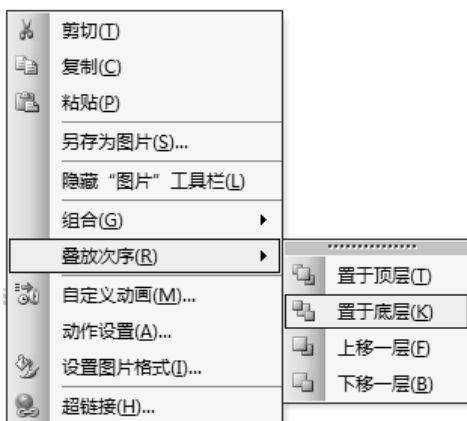 剪切(T)
复制(C)
粘贴(P)
另存为图片(S)...
隐藏“图片”工具栏(L)
组合(G)
叠放次序(R)
自定义动画(M)...
动作设置(A)...
设置图片格式(I)...
超链接(H)...
置于顶层(T)
置于底层(K)
上移一层(F)
下移一层(B)